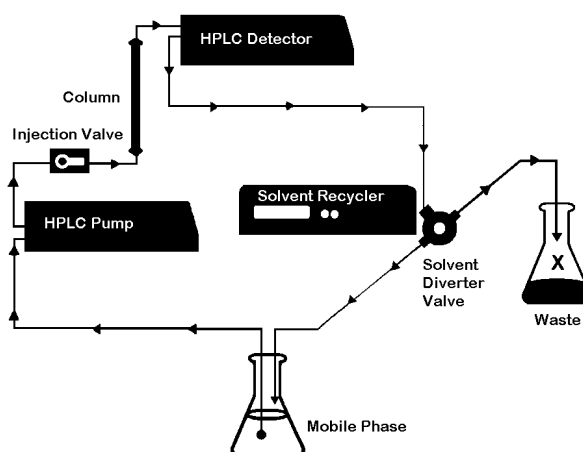 HPLC Detector
Column
Injection Valve
Solvent Recycler
HPLC Pump
Solvent
Diverter
Valve
X
Waste
Mobile Phase